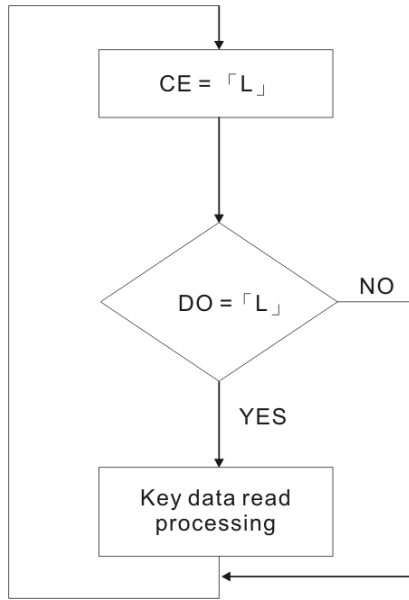 CE = 「L」
DO = 「L」
NO
YES
Key data read
processing